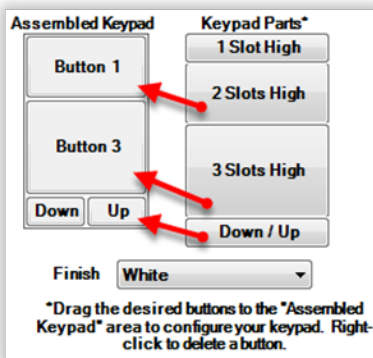 Assembled Keypad Keypad Parts*
Button 1
Button 3
Down Up
1 Slot High
2 Slots High
3 Slots High
Down / Up
Finish White
*Drag the desired buttons to the "Assembled
Keypad" area to configure your keypad. Right-
click to delete a button.